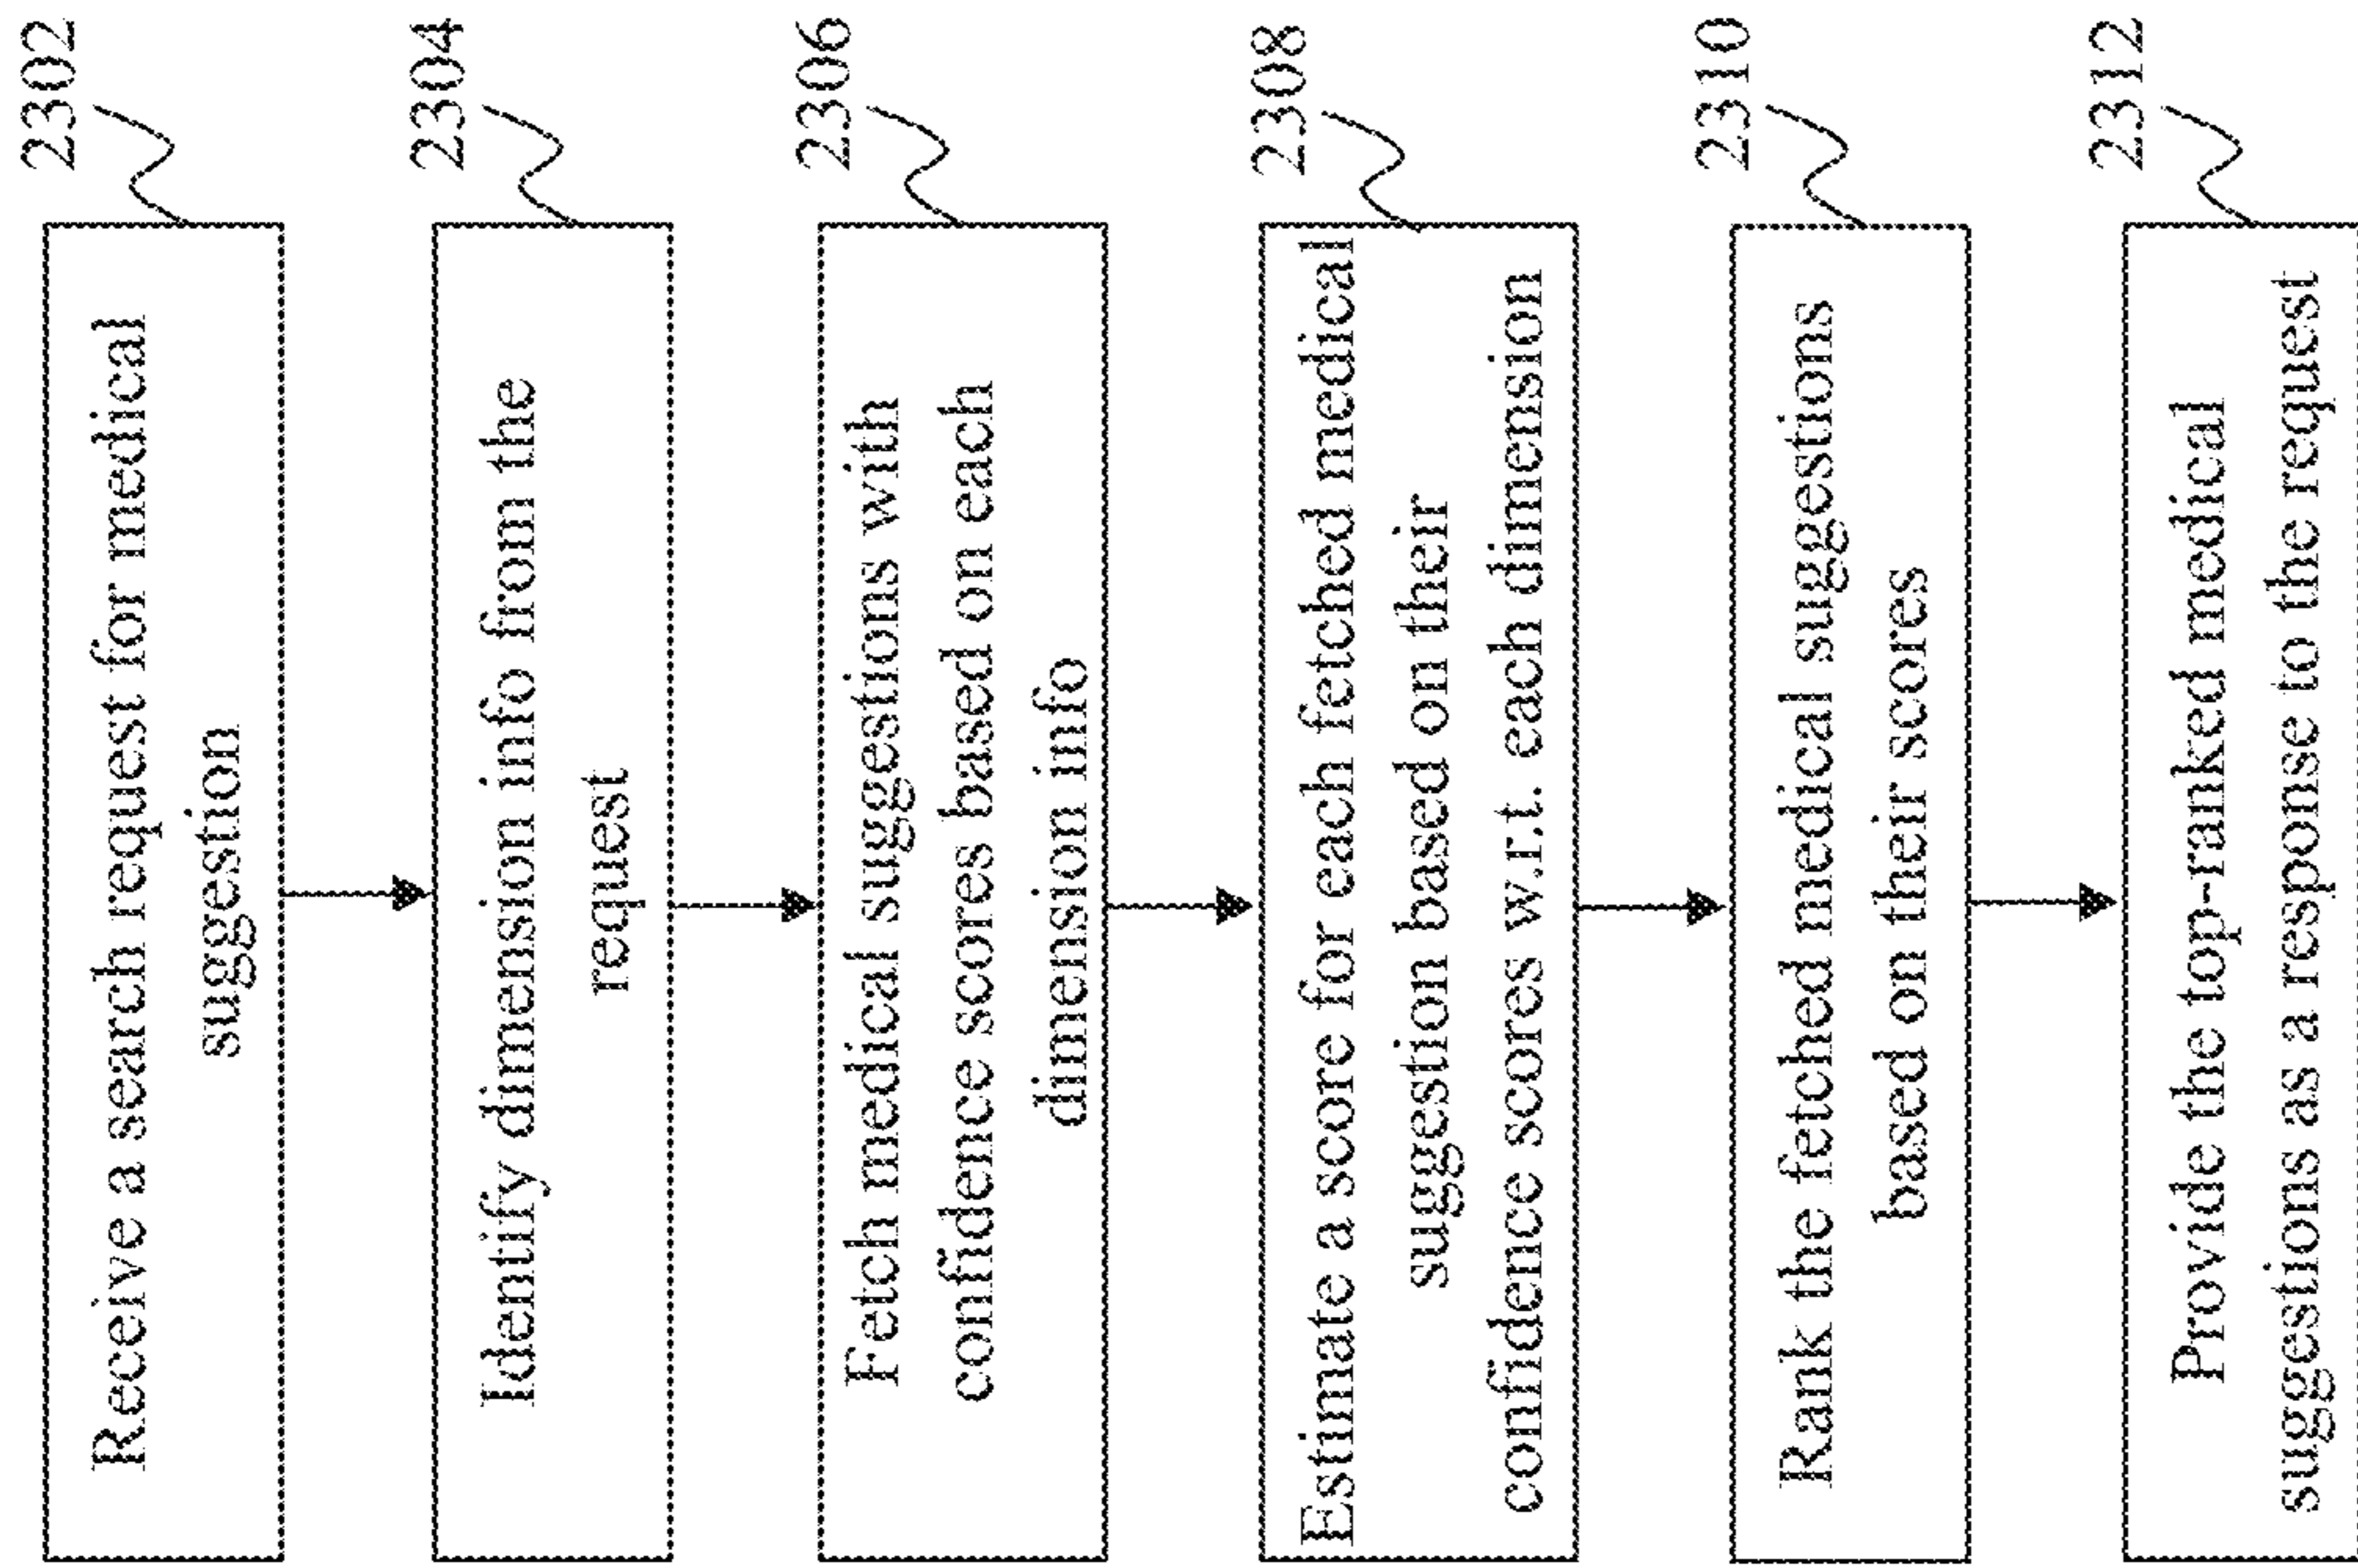 2302
Receive a search request for medical
suggestion
2304
Identify dimension info from the
request
2306
Fetch medical suggestions with
confidence scores based on each
dimension info
2308
Estimate a score for each fetched medical
suggestion based on their
confidence scores w.r.t. each dimension
2310
Rank the fetched medical suggestions
based on their scores
2312
Provide the top-ranked medical
suggestions as a response to the request